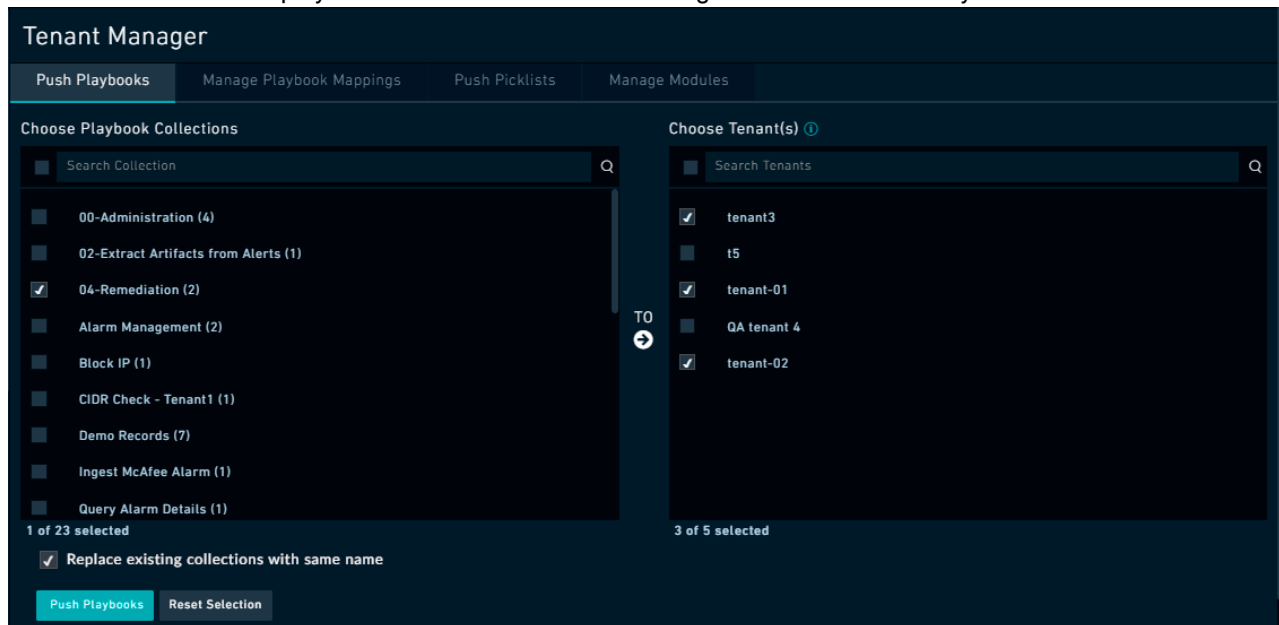 Tenant Manager
Push Playbooks Manage Playbook Mappings Push Picklists Manage Modules
Choose Playbook Collections
Search Collection
00-Administration (4)
02-Extract Artifacts from Alerts (1)
04-Remediation (2)
Alarm Management (2)
Block IP (1)
CIDR Check - Tenant1 (1)
Demo Records (7)
Ingest McAfee Alarm (1)
Query Alarm Details (1)
1 of 23 selected
Replace existing collections with same name
Push Playbooks Reset Selection
TO
Choose Tenant(s)
Search Tenants
tenant3
t5
tenant-01
QA tenant 4
tenant-02
3 of 5 selected